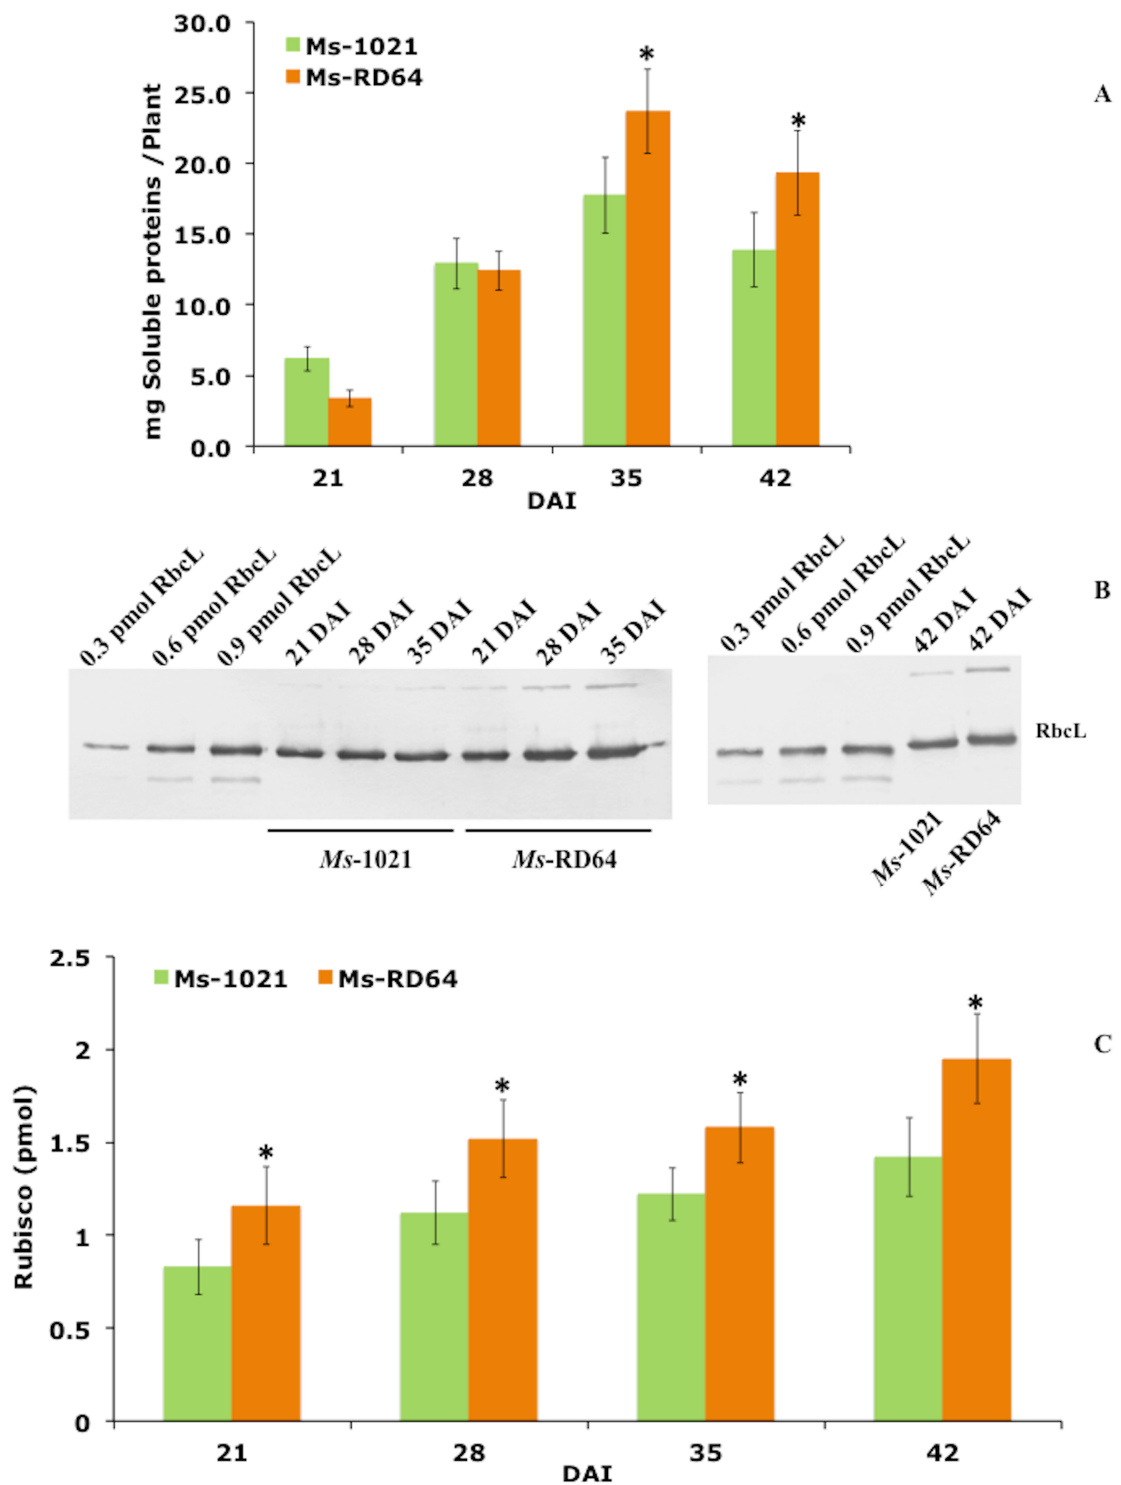 30.0
25.0
20.0
15.0
10.0
5.0
0.0
mg Soluble proteins /Plant
Ms-1021
Ms-RD64
*
*
A
21 28 35 42
DAI
0.3 pmol RbcL
0.6 pmol RbcL
0.9 pmol RbcL
21 DAI
28 DAI
35 DAI
21 DAI
28 DAI
35 DAI
0.3 pmol RbcL
0.6 pmol RbcL
0.9 pmol RbcL
42 DAI
42 DAI
B
RbcL
Ms-1021
Ms-RD64
Ms-1021
Ms-RD64
2.5
2
1.5
1
0.5
0
Rubisco (pmol)
Ms-1021 Ms-RD64
*
*
*
*
C
21 28 35 42
DAI